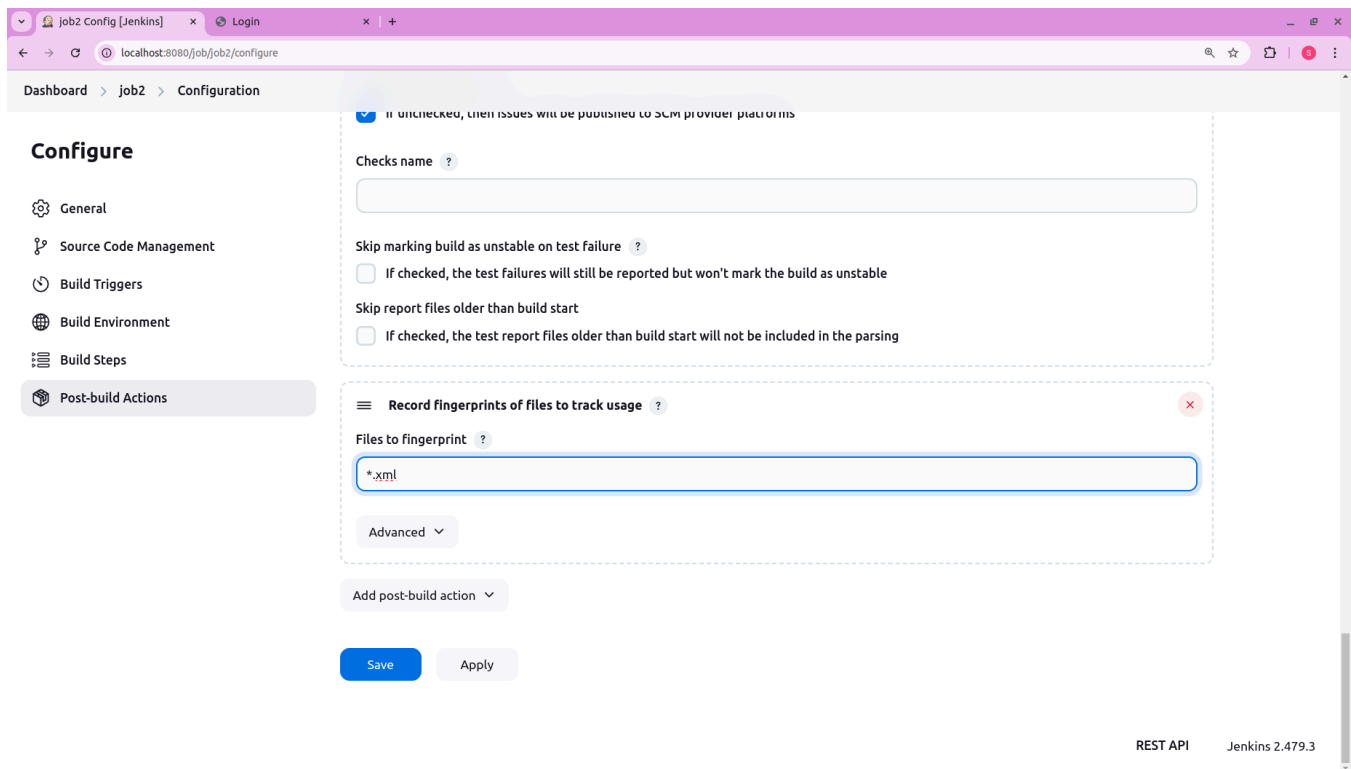 job2 Config [Jenkins]
Login
localhost:8080/job/job2/configure
S
Dashboard > job2 > Configuration
Configure
General
Source Code Management
Build Triggers
Build Environment
Build Steps
Post-build Actions
If unchecked, then issues will be published to SCM provider platforms
Checks name ?
Skip marking build as unstable on test failure ?
If checked, the test failures will still be reported but won't mark the build as unstable
Skip report files older than build start
If checked, the test report files older than build start will not be included in the parsing
Record fingerprints of files to track usage ?
Files to fingerprint ?
*.xml
Advanced
Add post-build action
Save Apply
REST API Jenkins 2.479.3